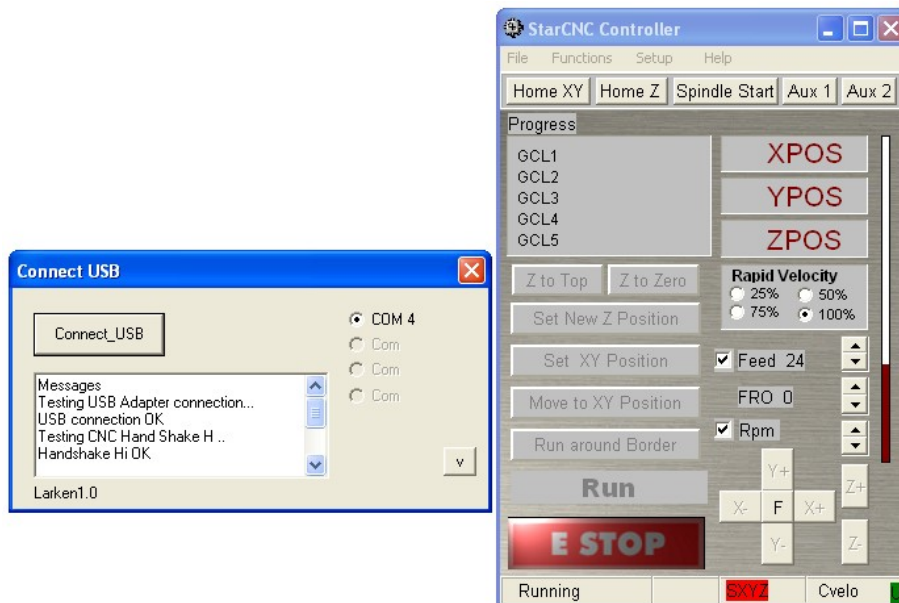 Connect USB
Connect_USB
COM 4
Com
Com
Com
Messages
Testing USB Adapter connection...
USB connection OK
Testing CNC Hand Shake H ..
Handshake Hi OK
v
Larken1.0
StarCNC Controller
File Functions Setup Help
Home XY Home Z Spindle Start Aux 1 Aux 2
Progress
GCL1
GCL2
GCL3
GCL4
GCL5
XPOS
YPOS
ZPOS
Z to Top Z to Zero
Rapid Velocity
25% 50%
75% 100%
Set New Z Position
Set XY Position
Feed 24
Move to XY Position
FRO 0
Run around Border
Rpm
Run
Y+
X- F X+
Y-
Z+
Z-
E STOP
Running SXYZ Cvelo